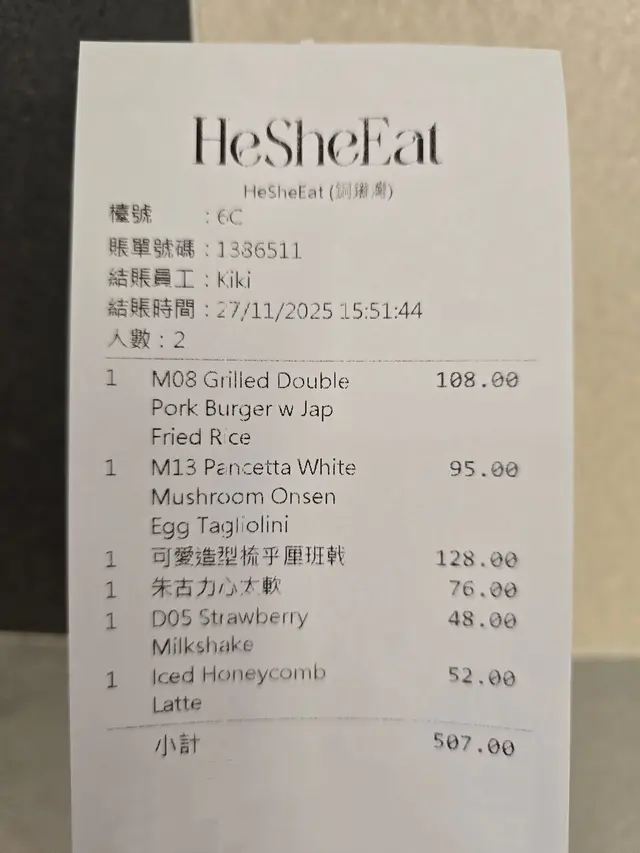 HeSheEat
HeSheEat (銅鑼灣)
檯號 : 6C
賬單號碼 : 1386511
結賬員工 : Kiki
結賬時間 : 27/11/2025 15:51:44
人數 : 2
1 M08 Grilled Double 108.00
Pork Burger w Jap
Fried Rice
1 M13 Pancetta White 95.00
Mushroom Onsen
Egg Tagliolini
1 可愛造型梳乎厘班戟 128.00
1 朱古力心太軟 76.00
1 D05 Strawberry 48.00
Milkshake
1 Iced Honeycomb 52.00
Latte
小計 507.00